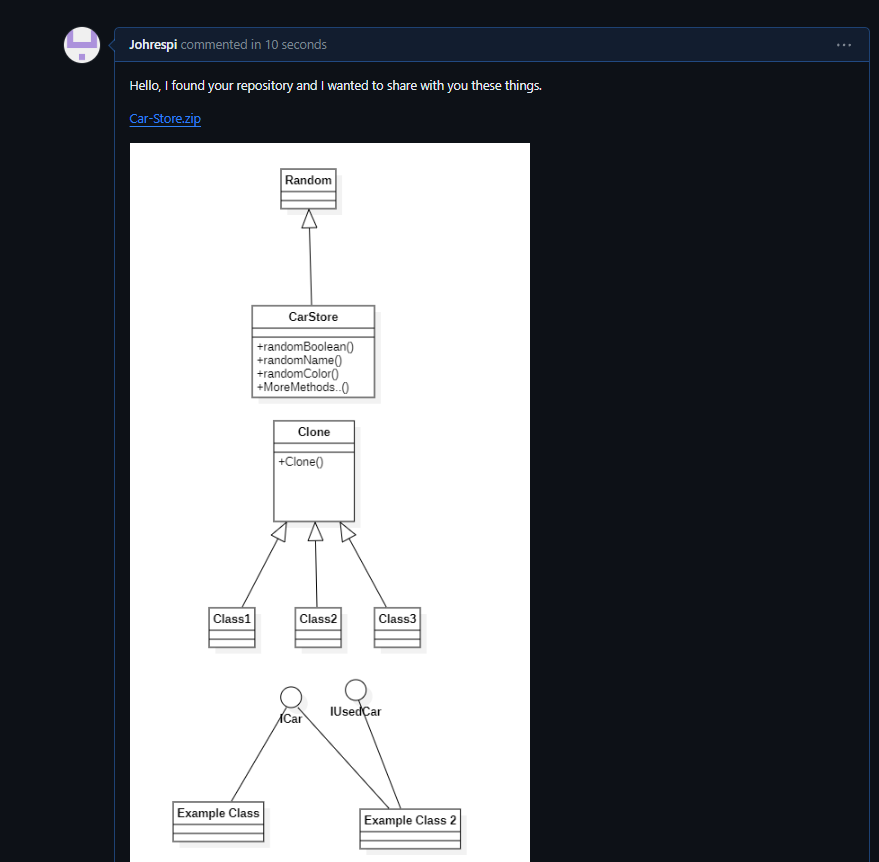 Johrespi commented in 10 seconds
Hello, I found your repository and I wanted to share with you these things.
Car-Store.zip
Random
CarStore
+randomBoolean()
+randomName()
+randomColor()
+MoreMethods..()
Clone
+Clone()
Class1 Class2 Class3
ICar IUsedCar
Example Class Example Class 2